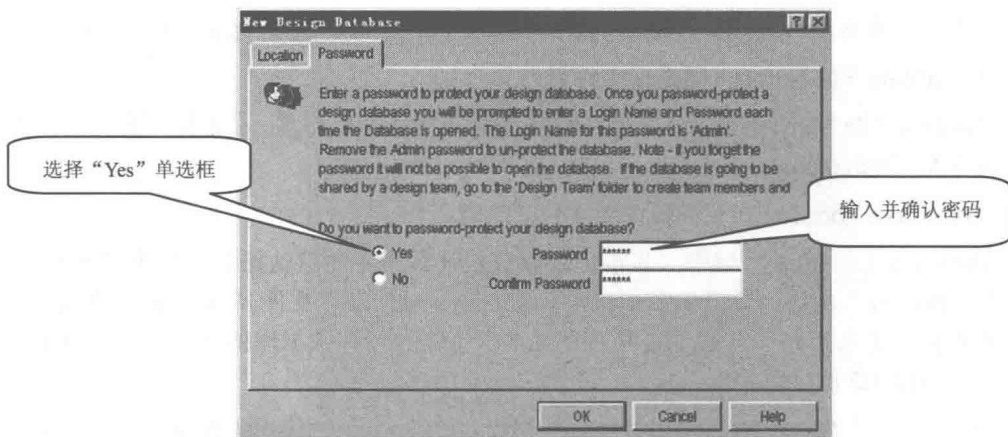 New Design Database
Location Password
Enter a password to protect your design database. Once you password-protect a
design database you will be prompted to enter a Login Name and Password each
time the Database is opened. The Login Name for this password is 'Admin'.
Remove the Admin password to un-protect the database. Note - if you forget the
password it will not be possible to open the database. If the database is going to be
shared by a design team, go to the 'Design Team' folder to create team members and
选择“Yes”单选框
输入并确认密码
Do you want to password-protect your design database?
Yes
Password ******
No
Confirm Password ******
OK Cancel Help